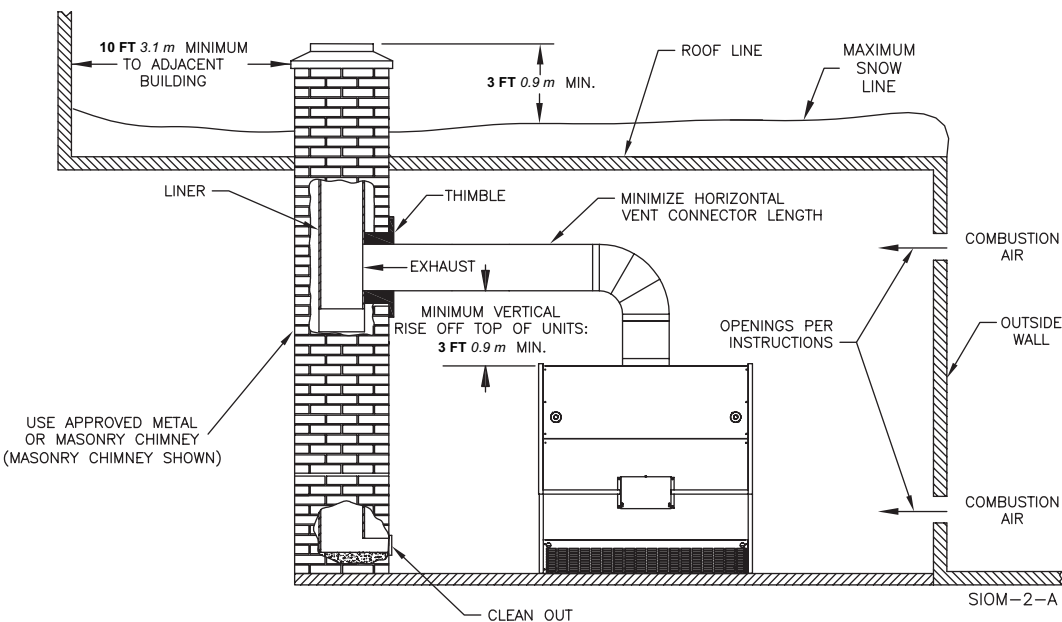 10 FT 3.1 m MINIMUM
TO ADJACENT
BUILDING
3 FT 0.9 m MIN.
ROOF LINE
MAXIMUM
SNOW
LINE
LINER
THIMBLE
MINIMIZE HORIZONTAL
VENT CONNECTOR LENGTH
EXHAUST
COMBUSTION
AIR
MINIMUM VERTICAL
RISE OFF TOP OF UNITS:
3 FT 0.9 m MIN.
OPENINGS PER
INSTRUCTIONS
OUTSIDE
WALL
USE APPROVED METAL
OR MASONRY CHIMNEY
(MASONRY CHIMNEY SHOWN)
COMBUSTION
AIR
CLEAN OUT
SIOM-2-A